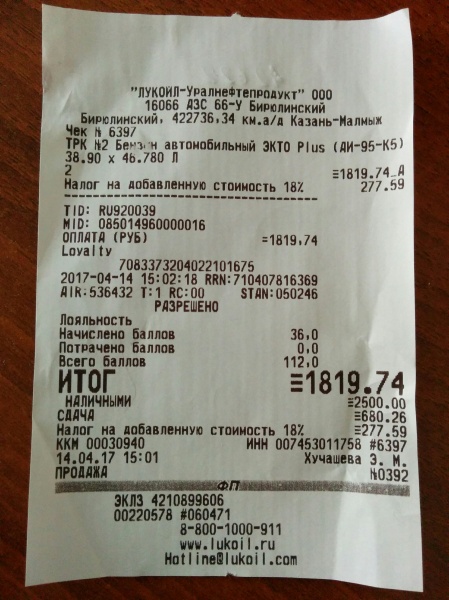 "ЛУКОЙЛ-Уралнефтепродукт" ООО
16066 АЗС 66-У Бирюлинский
Бирюлинский, 422736,34 км.а/д Казань-Малмыж
Чек № 6397
ТРК №2 Бензин автомобильный ЭКТО Plus (АИ-95-К5)
38.90 x 46.780 Л
2 ≡1819.74_А
Налог на добавленную стоимость 18% 277.59
TID: RU920039
MID: 085014960000016
ОПЛАТА (РУБ) =1819.74
Loyalty
7083373204022101675
2017-04-14 15:02:18 RRN:710407816369
AIR:536432 T:1 RC:00 STAN:050246
РАЗРЕШЕНО
Лояльность
Начислено баллов 36,0
Потрачено баллов 0,0
Всего баллов 112,0
ИТОГ ≡1819.74
НАЛИЧНЫМИ ≡2500.00
СДАЧА ≡680.26
Налог на добавленную стоимость 18% ≡277.59
ККМ 00030940 ИНН 007453011758 #6397
14.04.17 15:01 Хучашева Э. М.
ПРОДАЖА №0392
ФП
ЭКЛЗ 4210899606
00220578 #060471
8-800-1000-911
www.lukoil.ru
Hotline@lukoil.com